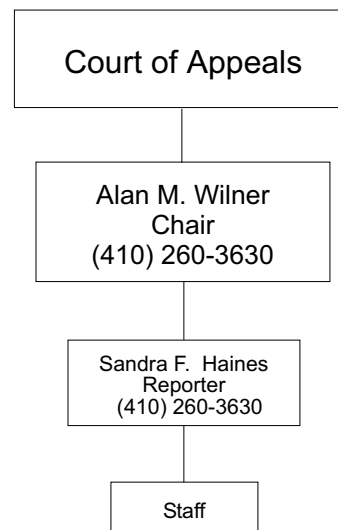 Court of Appeals
Alan M. Wilner
Chair
(410) 260-3630
Sandra F. Haines
Reporter
(410) 260-3630
Staff